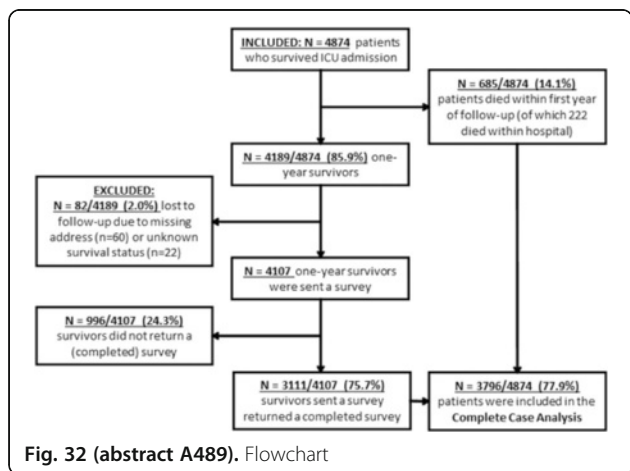 INCLUDED: N = 4874 patients
who survived ICU admission
N = 685/4874 (14.1%)
patients died within first year
of follow-up (of which 222
died within hospital)
N = 4189/4874 (85.9%) one-
year survivors
EXCLUDED:
N = 82/4189 (2.0%) lost to
follow-up due to missing
address (n=60) or unknown
survival status (n=22)
N = 4107 one-year survivors
were sent a survey
N = 996/4107 (24.3%)
survivors did not return a
(completed) survey
N = 3111/4107 (75.7%)
survivors sent a survey
returned a completed survey
N = 3796/4874 (77.9%)
patients were included in the
Complete Case Analysis
Fig. 32 (abstract A489). Flowchart